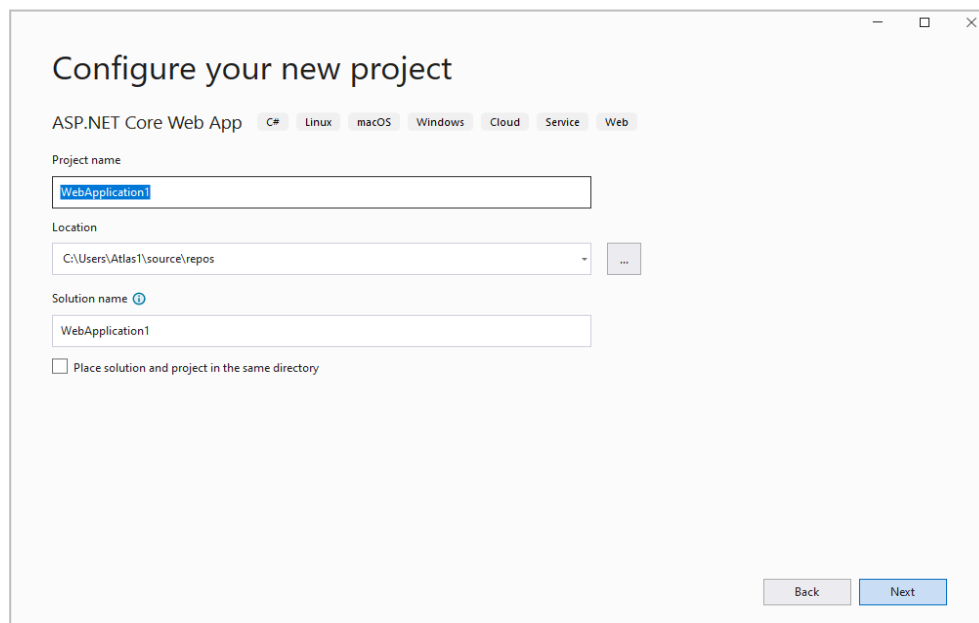 Configure your new project
ASP.NET Core Web App C# Linux macOS Windows Cloud Service Web
Project name
WebApplication1
Location
C:\Users\Atlas1\source\repos
...
Solution name
WebApplication1
Place solution and project in the same directory
Back Next